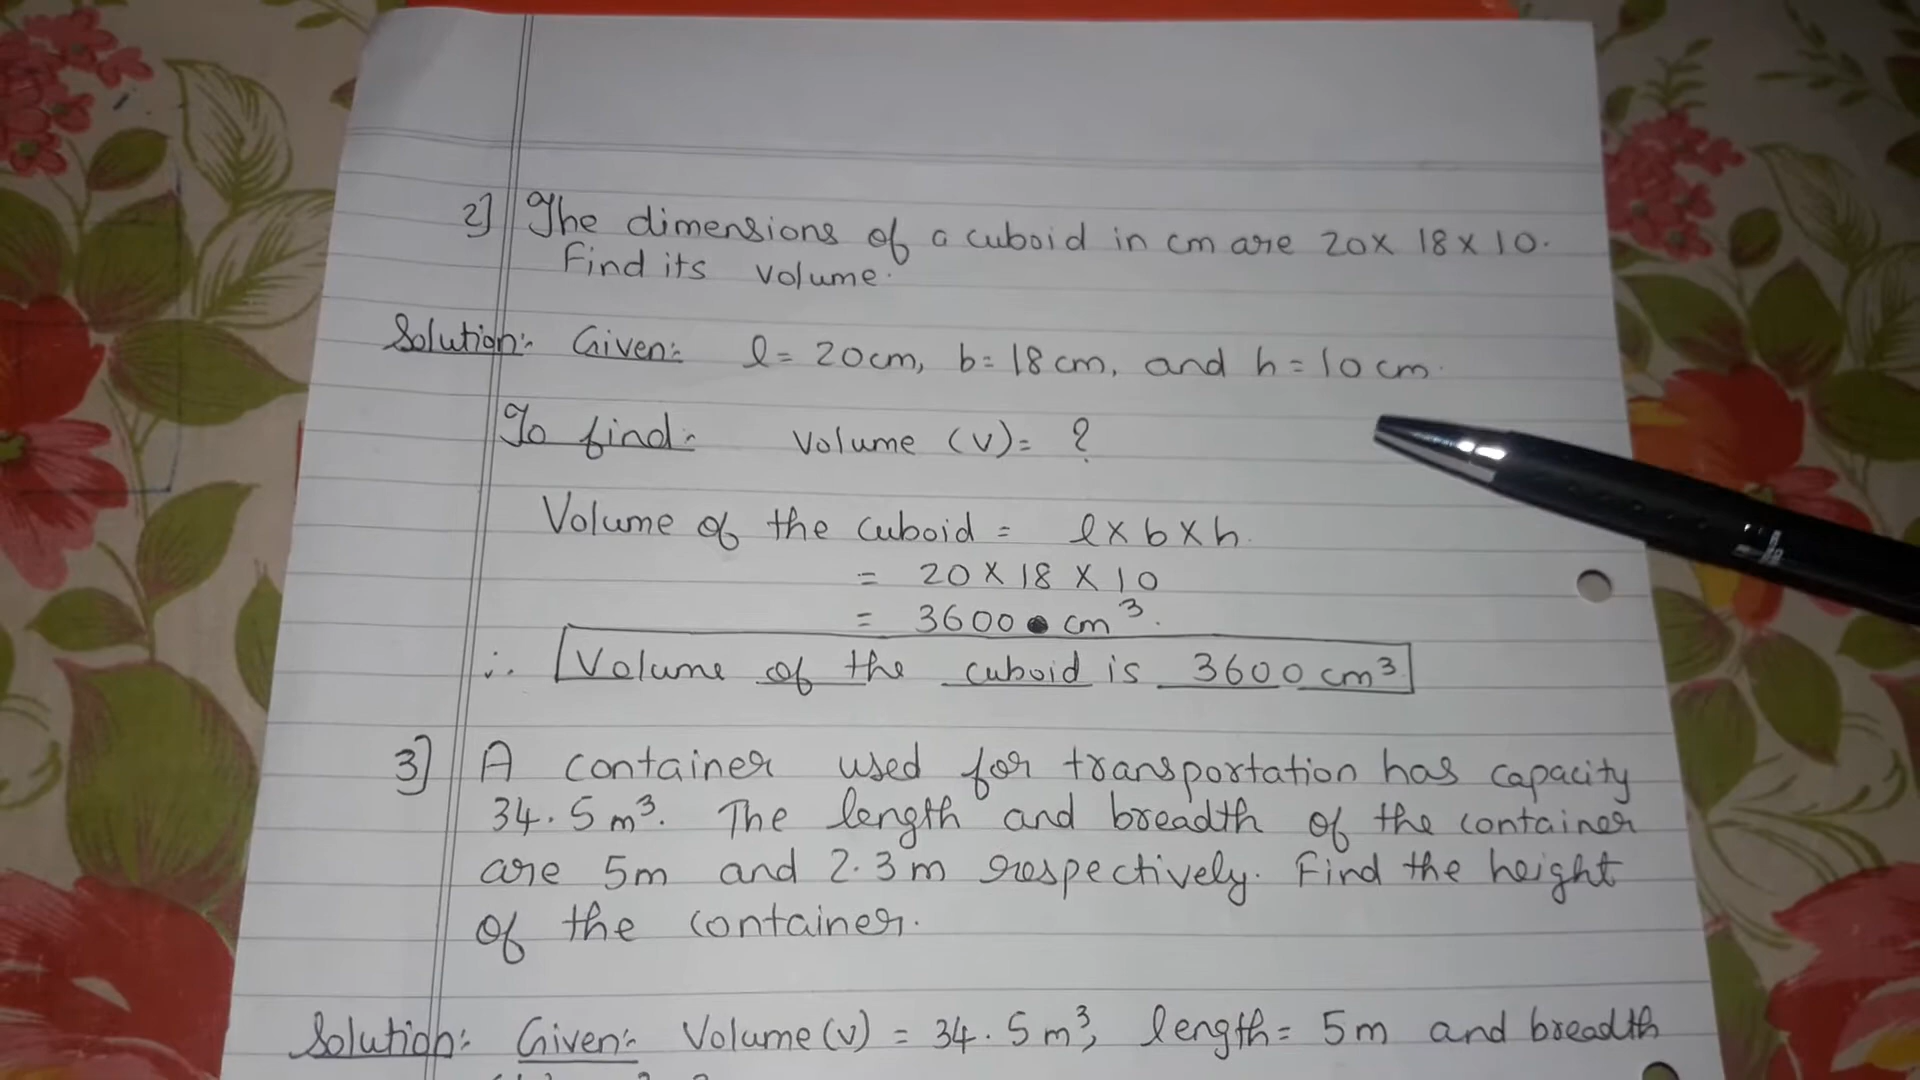 2] The dimensions of a cuboid in cm are 20x 18 x 10.
Find its volume.
Solution:- Given:- l= 20cm, b= 18cm, and h = 10 cm.
To find:- Volume (V)= ?
Volume of the cuboid = l x b x h.
= 20 x 18 x 10
= 3600 cm³.
∴ Volume of the cuboid is 3600 cm³.
3] A container used for transportation has capacity
34.5 m³. The length and breadth of the container
are 5m and 2.3 m respectively. Find the height
of the container.
Solution:- Given:- Volume (V) = 34.5 m³, length= 5m and breadth